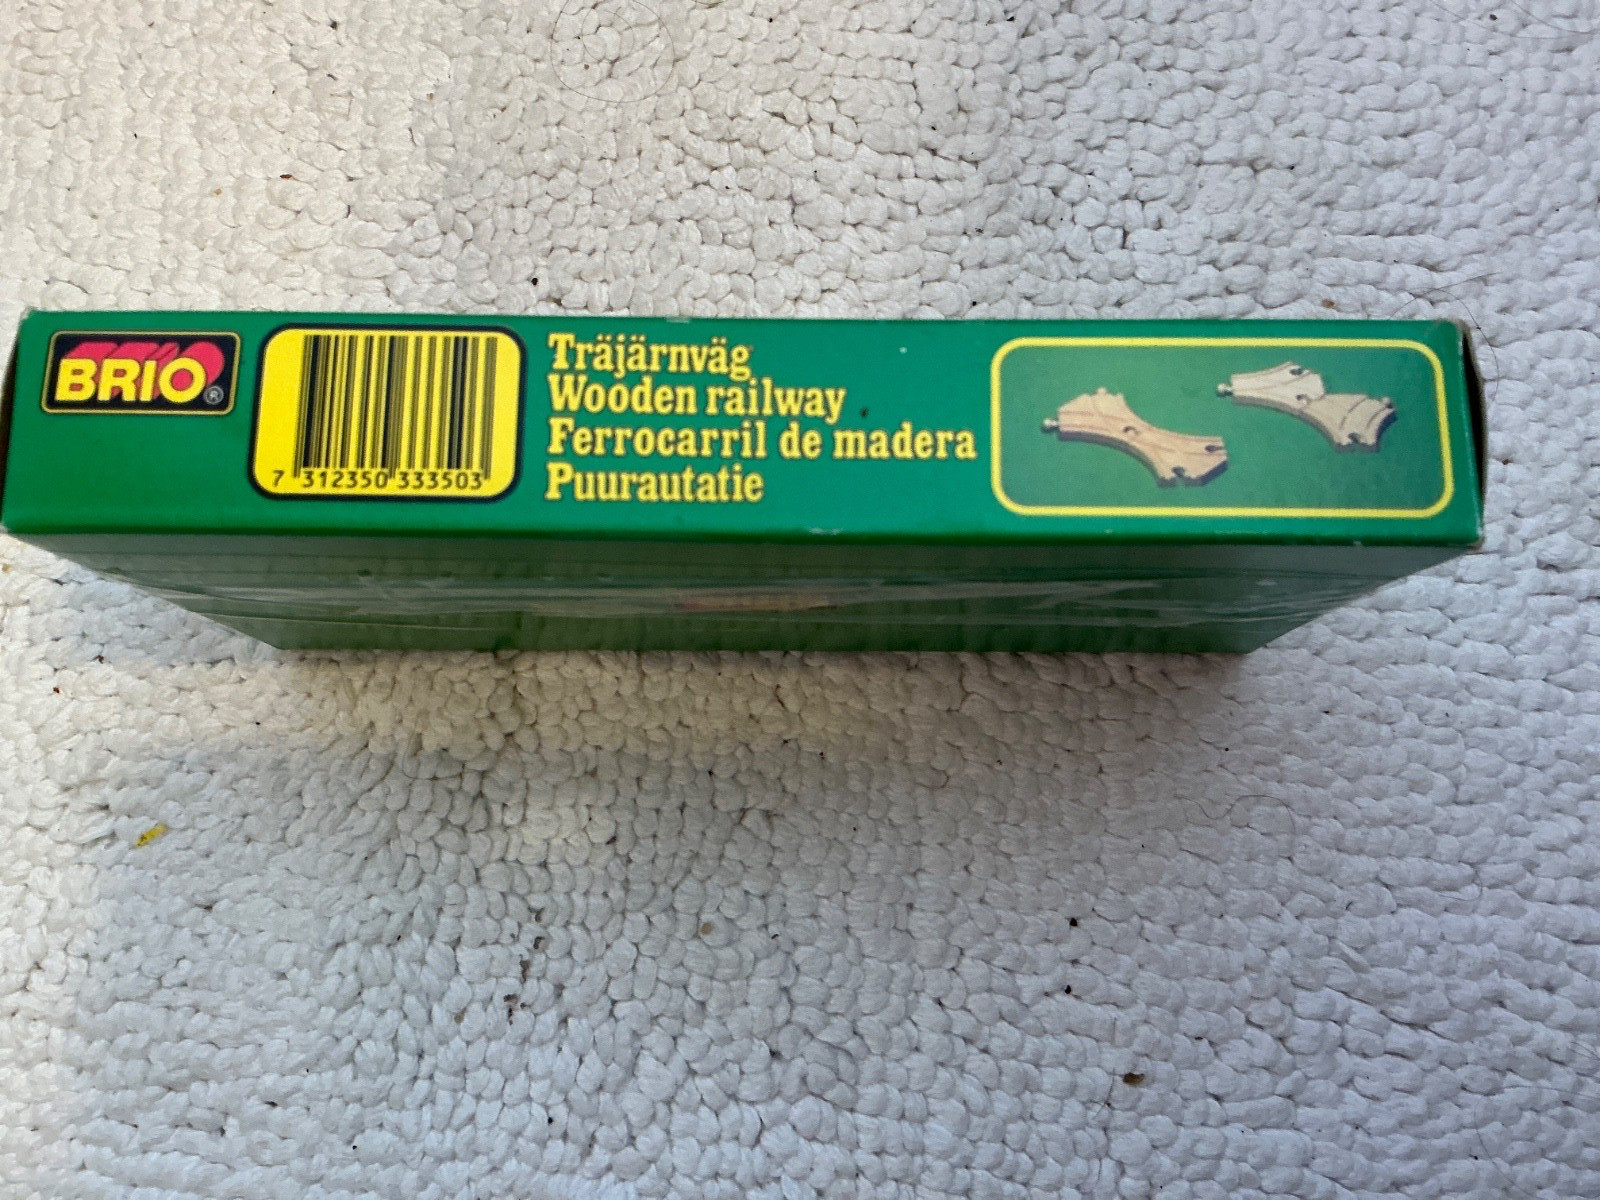 BRIO®
7 312350 333503
Träjärnväg
Wooden railway
Ferrocarril de madera
Puurautatie